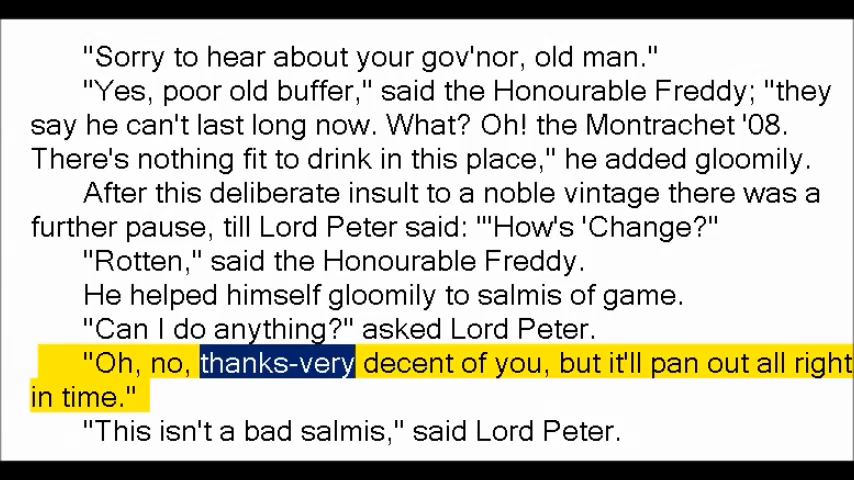 "Sorry to hear about your gov'nor, old man."
"Yes, poor old buffer," said the Honourable Freddy; "they
say he can't last long now. What? Oh! the Montrachet '08.
There's nothing fit to drink in this place," he added gloomily.
After this deliberate insult to a noble vintage there was a
further pause, till Lord Peter said: "'How's 'Change?"
"Rotten," said the Honourable Freddy.
He helped himself gloomily to salmis of game.
"Can I do anything?" asked Lord Peter.
"Oh, no, thanks-very decent of you, but it'll pan out all right
in time."
"This isn't a bad salmis," said Lord Peter.